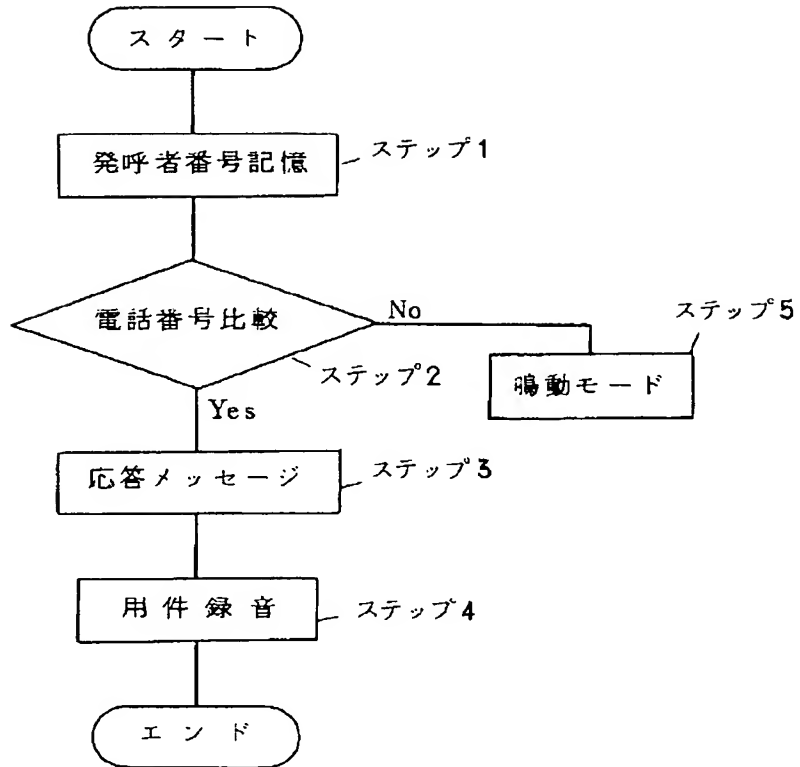 スタート
発呼者番号記憶
ステップ1
電話番号比較
No
ステップ5
ステップ2
鳴動モード
Yes
応答メッセージ
ステップ3
用件録音
ステップ4
エンド